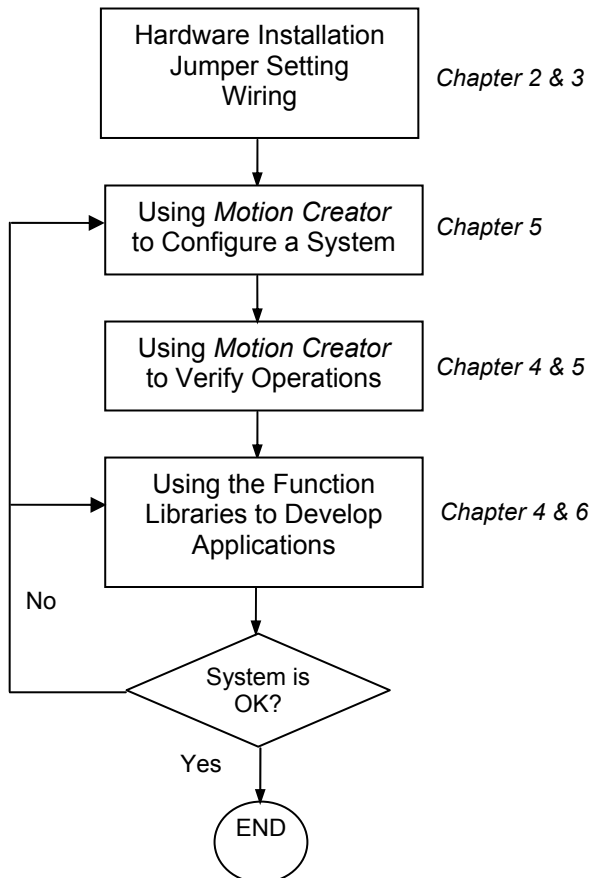 Hardware Installation
Jumper Setting
Wiring
Chapter 2 & 3
Using Motion Creator
to Configure a System
Chapter 5
Using Motion Creator
to Verify Operations
Chapter 4 & 5
Using the Function
Libraries to Develop
Applications
Chapter 4 & 6
No
System is
OK?
Yes
END